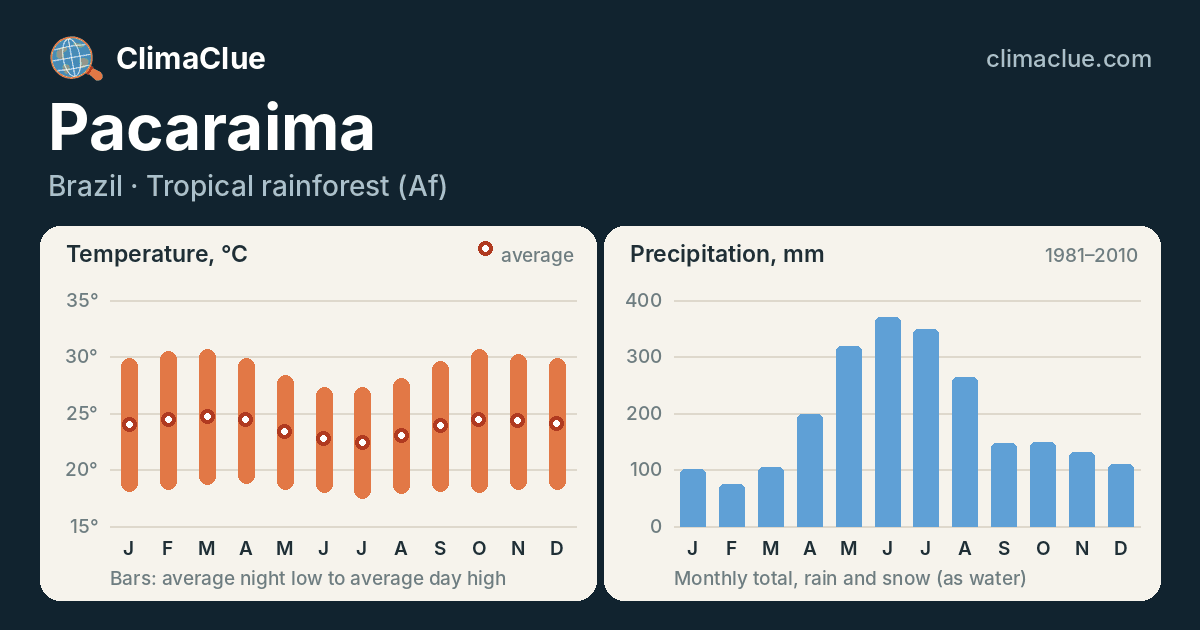 ClimaClue
climaclue.com
Pacaraima
Brazil · Tropical rainforest (Af)
Temperature, °C
average
35°
30°
25°
20°
15°
J F M A M J J A S O N D
Bars: average night low to average day high
Precipitation, mm
1981–2010
400
300
200
100
0
J F M A M J J A S O N D
Monthly total, rain and snow (as water)